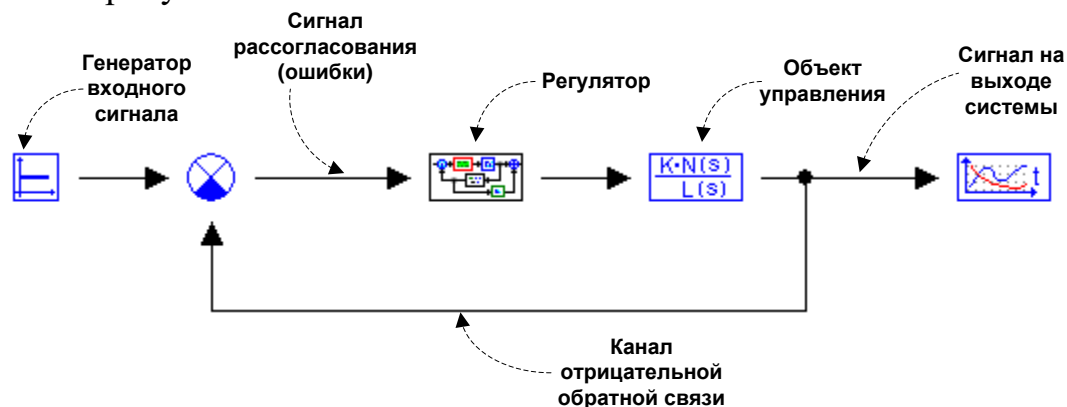 Сигнал
рассогласования
(ошибки)
Генератор
входного
сигнала
Регулятор
Объект
управления
Сигнал на
выходе
системы
K·N(s)
L(s)
t
Канал
отрицательной
обратной связи